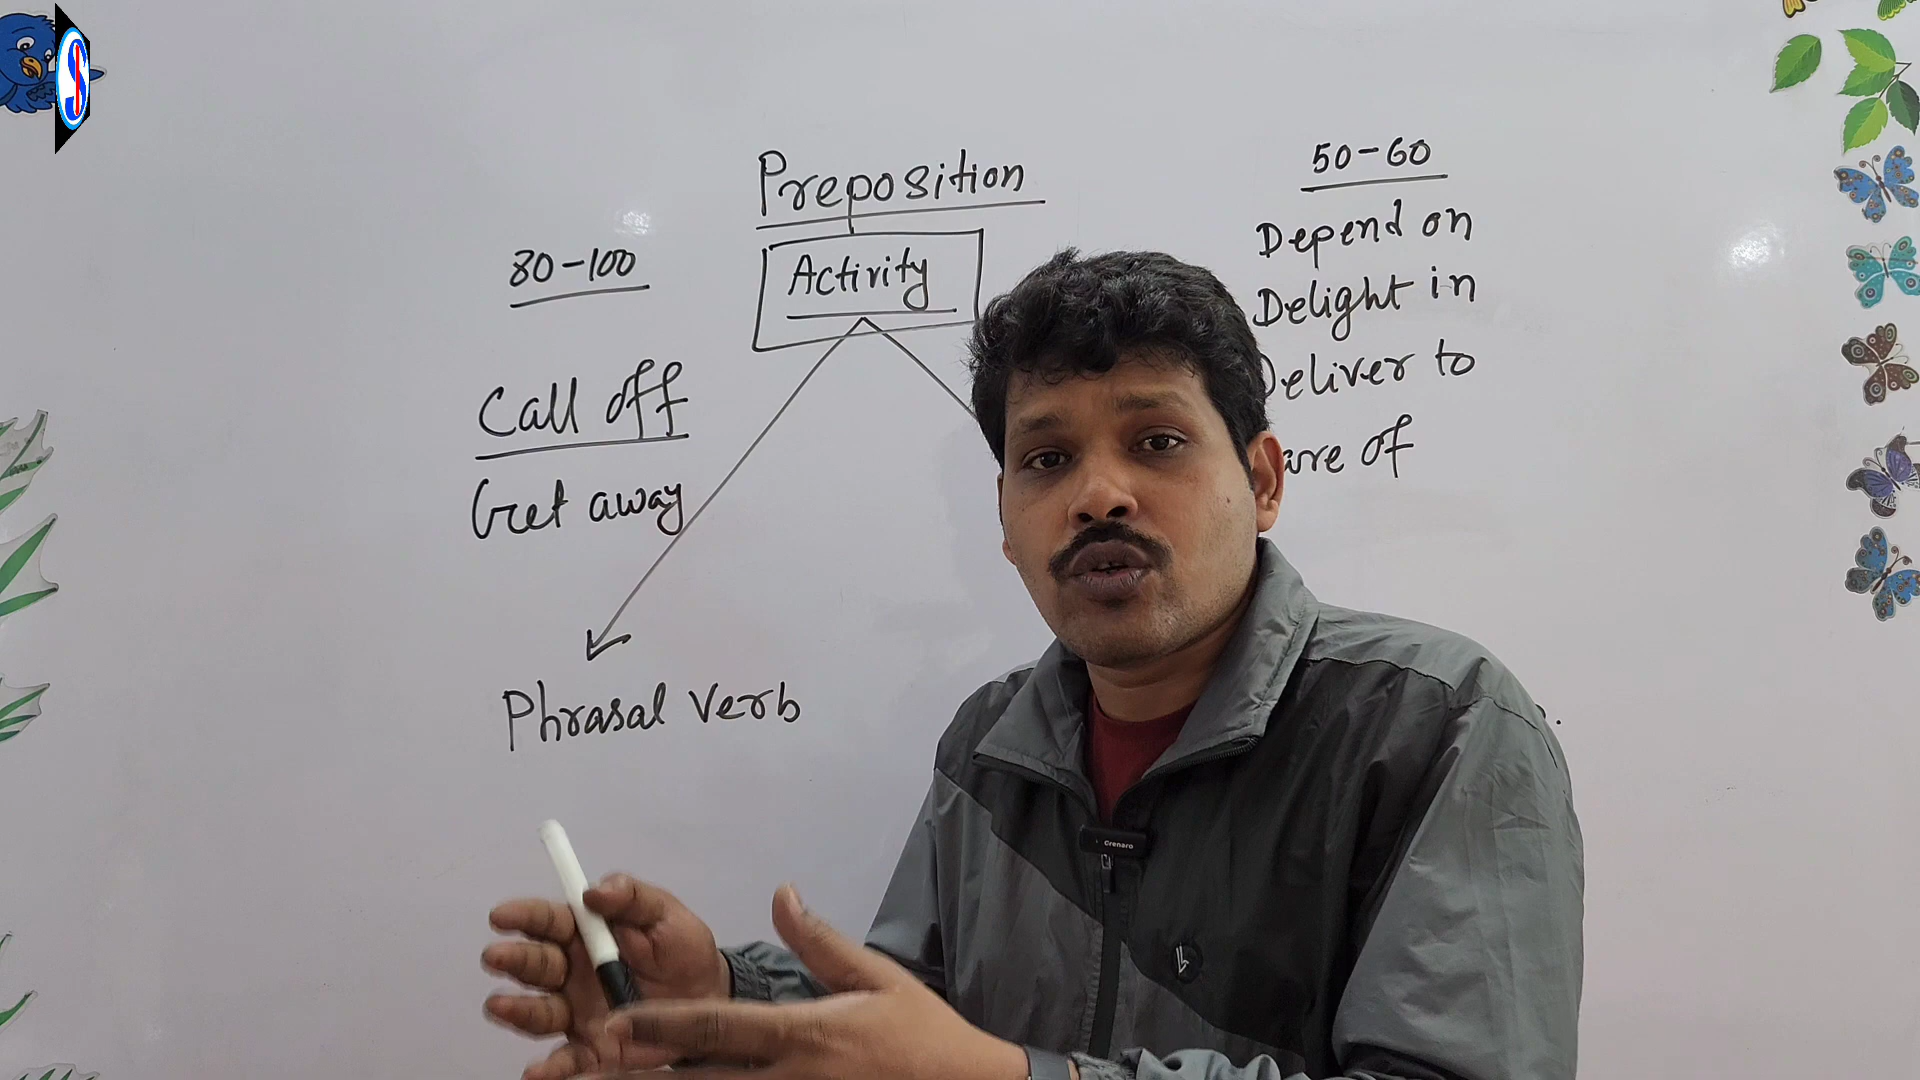 Preposition
Activity
80-100
Call off
Get away
Phrasal verb
50-60
Depend on
Delight in
Deliver to
of
Grenaro
S